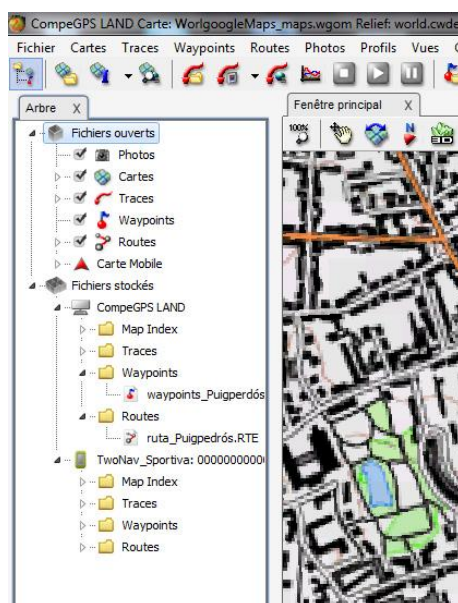 CompeGPS LAND Carte: WorlgoogleMaps_maps.wgom Relief: world.cwde
Fichier Cartes Traces Waypoints Routes Photos Profils Vues
Arbre X
Fenêtre principal X
100%
N
3D
Fichiers ouverts
Photos
Cartes
Traces
Waypoints
Routes
Carte Mobile
Fichiers stockés
CompeGPS LAND
Map Index
Traces
Waypoints
waypoints_Puigperdós
Routes
ruta_Puigpedrós.RTE
TwoNav_Sportiva: 00000000000
Map Index
Traces
Waypoints
Routes